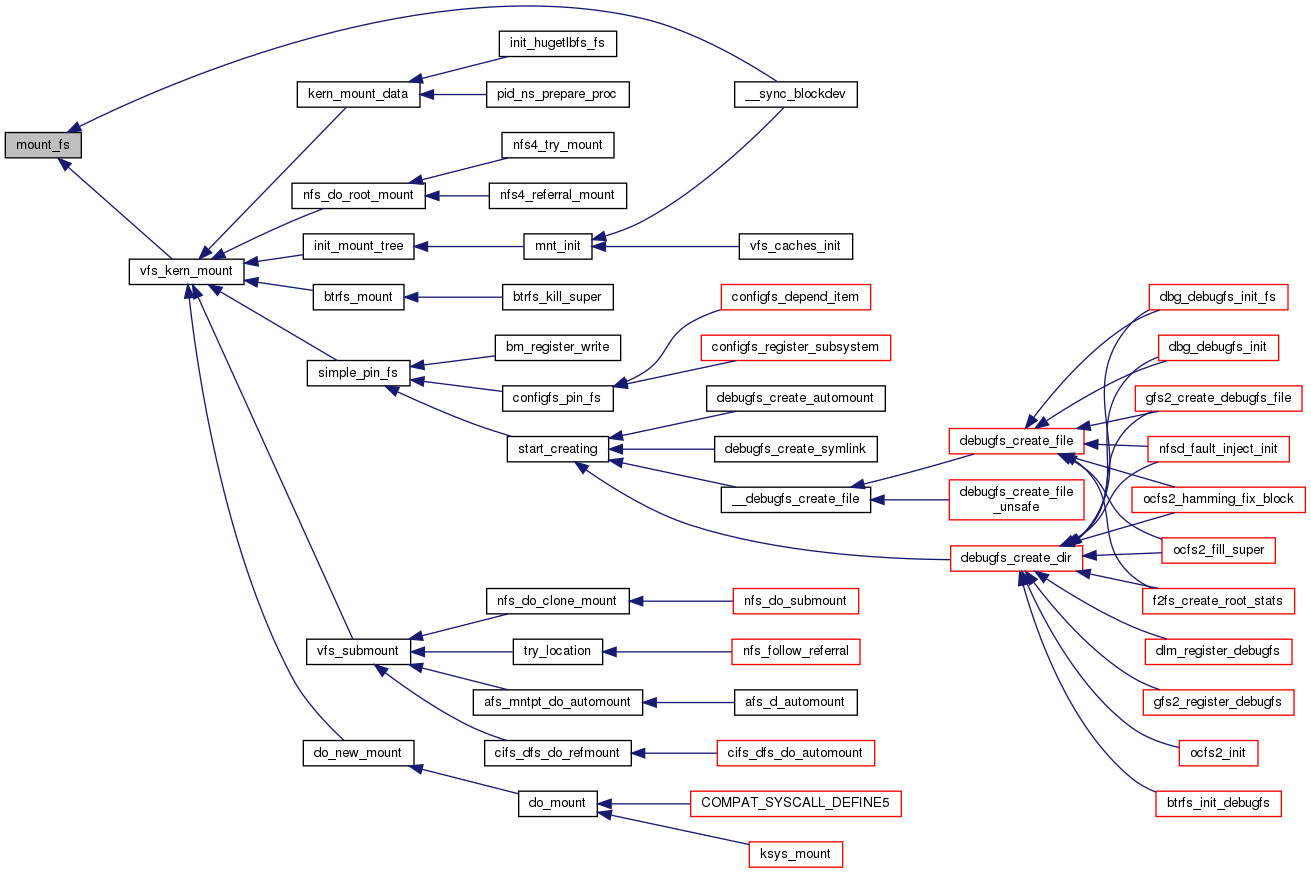 mount_fs
vfs_kern_mount
kern_mount_data
nfs_do_root_mount
init_mount_tree
btrfs_mount
simple_pin_fs
vfs_submount
do_new_mount
init_hugetlbfs_fs
pid_ns_prepare_proc
nfs4_try_mount
nfs4_referral_mount
mnt_init
btrfs_kill_super
bm_register_write
configfs_pin_fs
start_creating
nfs_do_clone_mount
try_location
afs_mntpt_do_automount
cifs_dfs_do_refmount
do_mount
__sync_blockdev
vfs_caches_init
configfs_depend_item
configfs_register_subsystem
debugfs_create_automount
debugfs_create_symlink
__debugfs_create_file
nfs_do_submount
nfs_follow_referral
afs_d_automount
cifs_dfs_do_automount
COMPAT_SYSCALL_DEFINE5
ksys_mount
debugfs_create_file
debugfs_create_file
_unsafe
debugfs_create_dir
dbg_debugfs_init_fs
dbg_debugfs_init
gfs2_create_debugfs_file
nfsd_fault_inject_init
ocfs2_hamming_fix_block
ocfs2_fill_super
f2fs_create_root_stats
dlm_register_debugfs
gfs2_register_debugfs
ocfs2_init
btrfs_init_debugfs